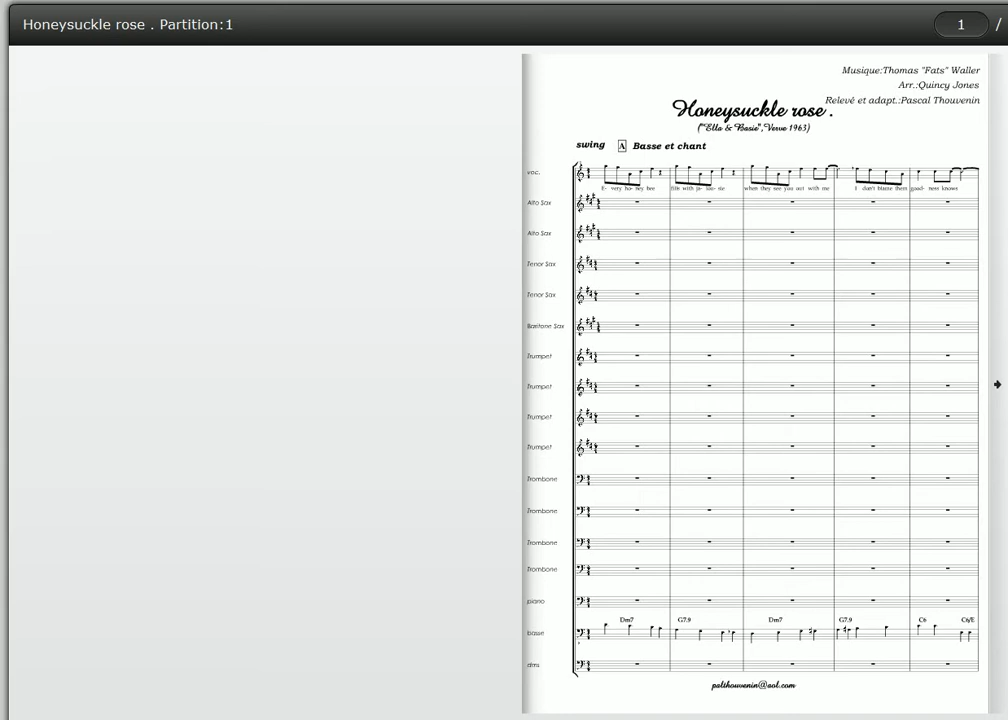 Honeysuckle rose . Partition:1
1 /
Musique:Thomas "Fats" Waller
Arr.:Quincy Jones
Relevé et adapt.:Pascal Thouvenin
Honeysuckle rose .
("Ella & Basie", Verve 1963)
swing A Basse et chant
voc.
E- very ho- ney bee fills with ja- lou- sie when they see you out with me I don't blame them good- ness knows
Alto Sax
Alto Sax
Tenor Sax
Tenor Sax
Baritone Sax
Trumpet
Trumpet
Trumpet
Trumpet
Trombone
Trombone
Trombone
Trombone
piano
Dm7 G7.9 Dm7 G7.9 C6 C6/E
basse
dms
palthouvenin@aol.com